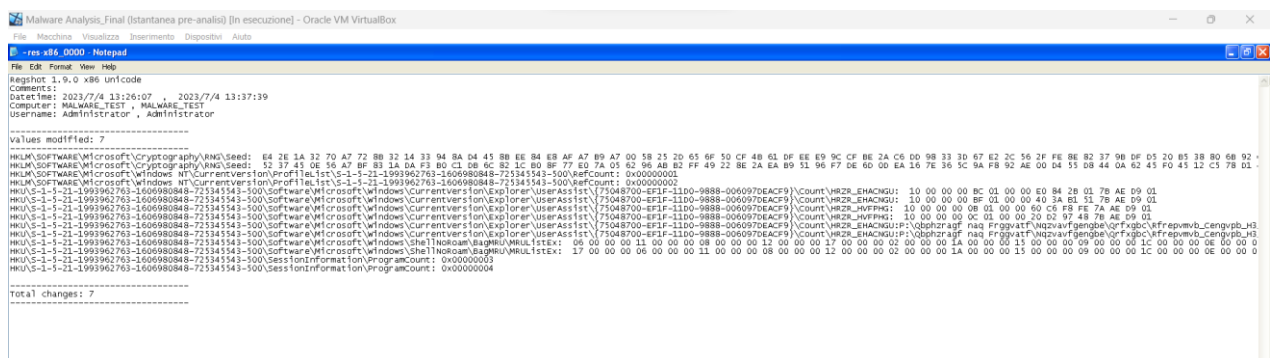 Malware Analysis_Final (Istantanea pre-analisi) [In esecuzione] - Oracle VM VirtualBox
File Macchina Visualizza Inserimento Dispositivi Aiuto
~res-x86_0000 - Notepad
File Edit Format View Help
Regshot 1.9.0 x86 Unicode
Comments:
Datetime: 2023/7/4 13:26:07 , 2023/7/4 13:37:39
Computer: MALWARE_TEST , MALWARE_TEST
Username: Administrator , Administrator
----------------------------------
Values modified: 7
----------------------------------
HKLM\SOFTWARE\Microsoft\Cryptography\RNG\Seed: E4 2E 1A 32 70 A7 72 8B 32 14 33 94 8A D4 45 8B EE 84 E8 AF A7 B9 A7 00 58 25 2D 65 6F 50 CF 4B 61 DF EE E9 9C CF BE 2A C6 DD 98 33 3D 67 E2 2C 56 2F FE 8E 82 37 9B DF D5 20 B5 38 80 6B 92
HKLM\SOFTWARE\Microsoft\Cryptography\RNG\Seed: 52 37 45 0E 56 A7 BF 83 1A DA F3 B0 C1 DB 6C 82 1C B0 8F 77 E0 7A 05 62 96 AB B2 FF 49 22 8E 2A EA B9 51 96 F7 DE 6D 0D EA 16 7E 36 5C 9A F8 92 AE 00 D4 55 D8 44 0A 62 45 F0 45 12 C5 78 D1
HKLM\SOFTWARE\Microsoft\Windows NT\CurrentVersion\ProfileList\S-1-5-21-1993962763-1606980848-725345543-500\RefCount: 0x00000001
HKLM\SOFTWARE\Microsoft\Windows NT\CurrentVersion\ProfileList\S-1-5-21-1993962763-1606980848-725345543-500\RefCount: 0x00000002
HKU\S-1-5-21-1993962763-1606980848-725345543-500\Software\Microsoft\Windows\CurrentVersion\Explorer\UserAssist\{75048700-EF1F-11D0-9888-006097DEACF9}\Count\HRZR_EHACNGU: 10 00 00 00 BC 01 00 00 E0 84 2B 01 7B AE D9 01
HKU\S-1-5-21-1993962763-1606980848-725345543-500\Software\Microsoft\Windows\CurrentVersion\Explorer\UserAssist\{75048700-EF1F-11D0-9888-006097DEACF9}\Count\HRZR_EHACNGU: 10 00 00 00 BF 01 00 00 40 3A B1 51 7B AE D9 01
HKU\S-1-5-21-1993962763-1606980848-725345543-500\Software\Microsoft\Windows\CurrentVersion\Explorer\UserAssist\{75048700-EF1F-11D0-9888-006097DEACF9}\Count\HRZR_HVFPHG: 10 00 00 00 0B 01 00 00 60 C6 F8 FE 7A AE D9 01
HKU\S-1-5-21-1993962763-1606980848-725345543-500\Software\Microsoft\Windows\CurrentVersion\Explorer\UserAssist\{75048700-EF1F-11D0-9888-006097DEACF9}\Count\HRZR_HVFPHG: 10 00 00 00 0C 01 00 00 20 D2 97 48 7B AE D9 01
HKU\S-1-5-21-1993962763-1606980848-725345543-500\Software\Microsoft\Windows\CurrentVersion\Explorer\UserAssist\{75048700-EF1F-11D0-9888-006097DEACF9}\Count\HRZR_EHACNGU:P:\Qbphzragf naq Frggvatf\Nqzvavfgengbe\Qrfxgbc\Rfrepvmvb_Cengvpb_H3
HKU\S-1-5-21-1993962763-1606980848-725345543-500\Software\Microsoft\Windows\CurrentVersion\Explorer\UserAssist\{75048700-EF1F-11D0-9888-006097DEACF9}\Count\HRZR_EHACNGU:P:\Qbphzragf naq Frggvatf\Nqzvavfgengbe\Qrfxgbc\Rfrepvmvb_Cengvpb_H3
HKU\S-1-5-21-1993962763-1606980848-725345543-500\Software\Microsoft\Windows\ShellNoRoam\BagMRU\MRUListEx: 06 00 00 00 11 00 00 00 08 00 00 00 12 00 00 00 17 00 00 00 02 00 00 00 1A 00 00 00 15 00 00 00 09 00 00 00 1C 00 00 00 0E 00 00 0
HKU\S-1-5-21-1993962763-1606980848-725345543-500\Software\Microsoft\Windows\ShellNoRoam\BagMRU\MRUListEx: 17 00 00 00 06 00 00 00 11 00 00 00 08 00 00 00 12 00 00 00 02 00 00 00 1A 00 00 00 15 00 00 00 09 00 00 00 1C 00 00 00 0E 00 00 0
HKU\S-1-5-21-1993962763-1606980848-725345543-500\SessionInformation\ProgramCount: 0x00000003
HKU\S-1-5-21-1993962763-1606980848-725345543-500\SessionInformation\ProgramCount: 0x00000004
----------------------------------
Total changes: 7
----------------------------------